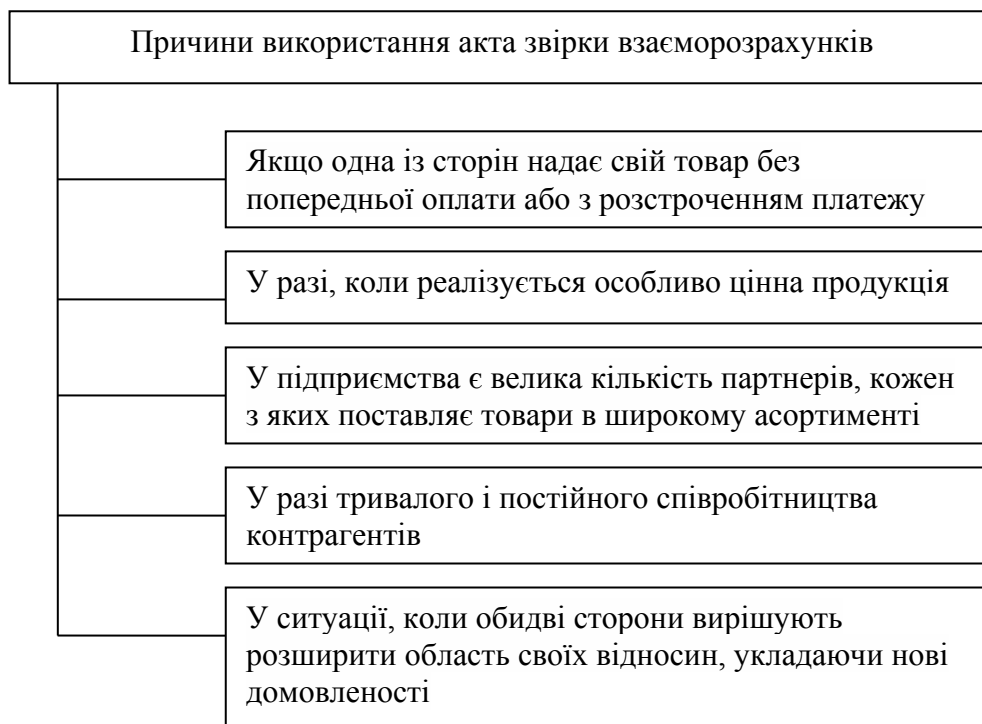 Причини використання акта звірки взаєморозрахунків
Якщо одна із сторін надає свій товар без
попередньої оплати або з розстроченням платежу
У разі, коли реалізується особливо цінна продукція
У підприємства є велика кількість партнерів, кожен
з яких поставляє товари в широкому асортименті
У разі тривалого і постійного співробітництва
контрагентів
У ситуації, коли обидві сторони вирішують
розширити область своїх відносин, укладаючи нові
домовленості